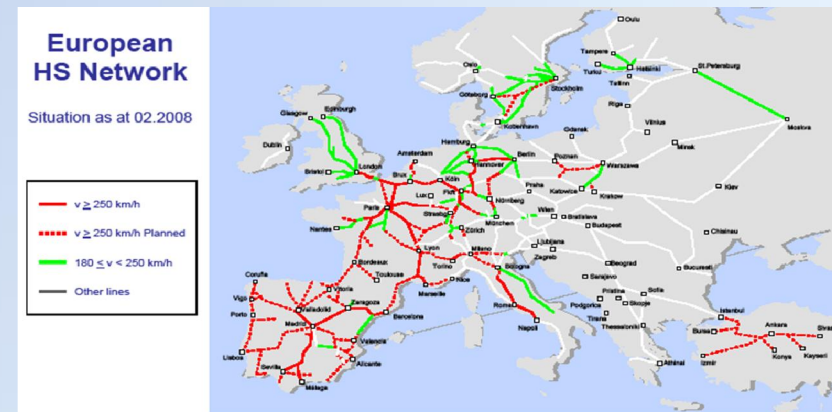 European
HS Network
Situation as at 02.2008
v ≥ 250 km/h
v ≥ 250 km/h Planned
180 ≤ v < 250 km/h
Other lines
Oulu
Tampere
Turku
Helsinki
St.Petersburg
Oslo
Tallinn
Stockholm
Göteborg
Riga
Moskva
Glasgow
Edinburgh
Kobenhavn
Vilnius
Dublin
Gdansk
Minsk
Hamburg
Amsterdam
Hannover
Berlin
Poznan
Warszawa
Bristol
London
Brux
Köln
Kiev
Praha
Katowice
Krakow
Lux
Paris
Nürnberg
Strasbg
München
Wien
Bratislava
Nantes
Zürich
Budapest
Chisinau
Lyon
Milano
Ljubljana
Zagreb
Bordeaux
Torino
Bologna
Beograd
Bucuresti
Toulouse
Coruña
Vitoria
Marseille
Nice
Sarajevo
Vigo
Valladolid
Zaragoza
Roma
Podgorica
Pristina
Sofia
Skopje
Istanbul
Porto
Barcelona
Madrid
Napoli
Tirana
Thessaloniki
Bursa
Ankara
Lisboa
Valencia
Izmir
Konya
Kayseri
Alicante
Athinai
Sevilla
Málaga